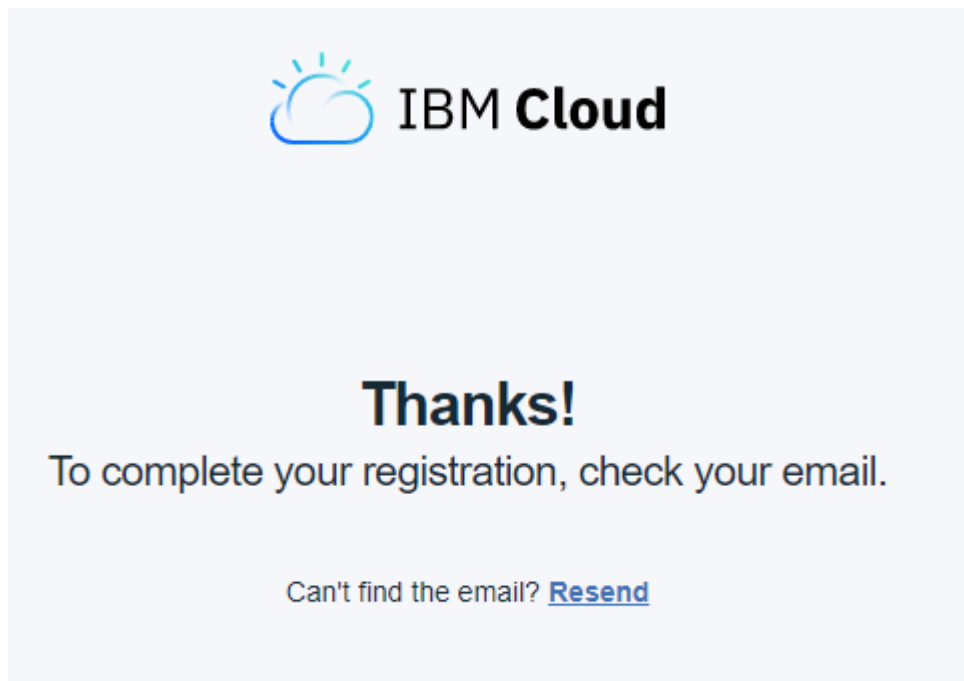 IBM Cloud
Thanks!
To complete your registration, check your email.
Can't find the email? Resend